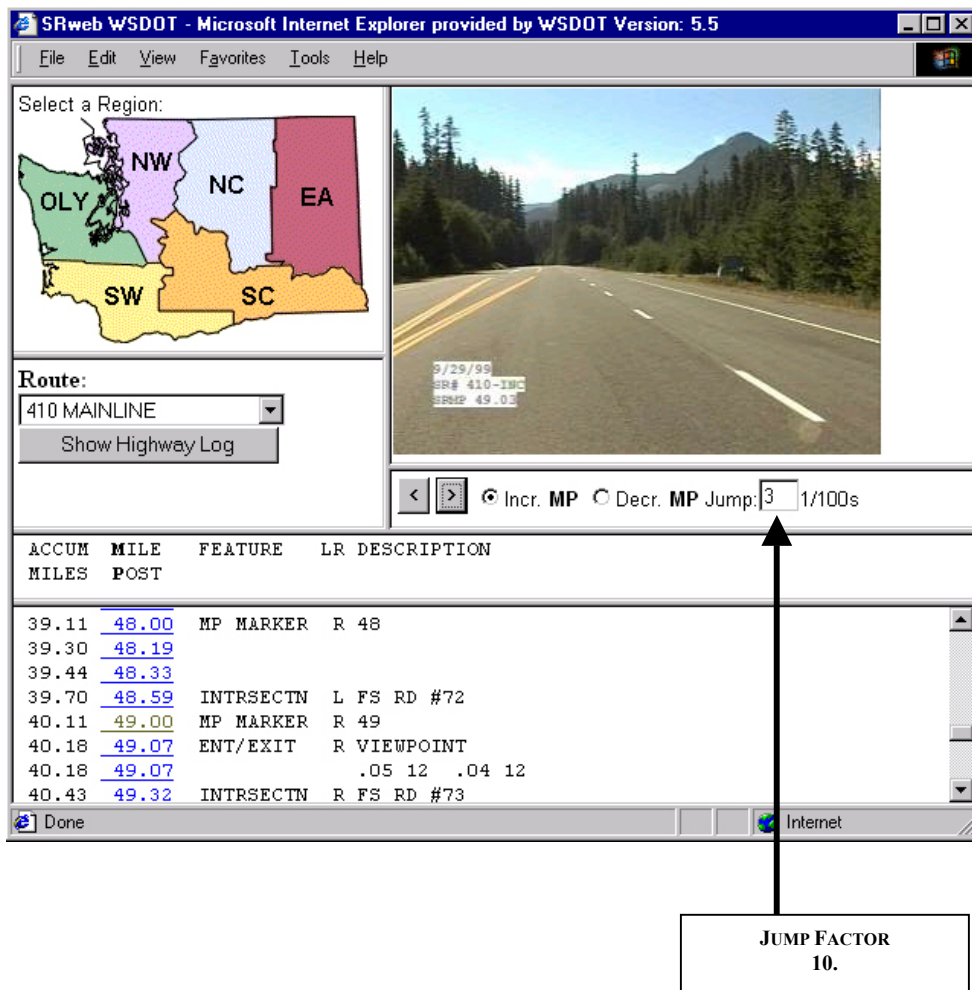 SRweb WSDOT - Microsoft Internet Explorer provided by WSDOT Version: 5.5
File Edit View Favorites Tools Help
Select a Region:
NW
NC
EA
OLY
SW
SC
9/29/99
SR# 410-INC
SRMP 49.03
Route:
410 MAINLINE
Show Highway Log
< > Incr. MP Decr. MP Jump: 3 1/100s
ACCUM MILE FEATURE LR DESCRIPTION
MILES POST
39.11 48.00 MP MARKER R 48
39.30 48.19
39.44 48.33
39.70 48.59 INTRSECTN L FS RD #72
40.11 49.00 MP MARKER R 49
40.18 49.07 ENT/EXIT R VIEWPOINT
40.18 49.07 .05 12 .04 12
40.43 49.32 INTRSECTN R FS RD #73
Done Internet
JUMP FACTOR
10.